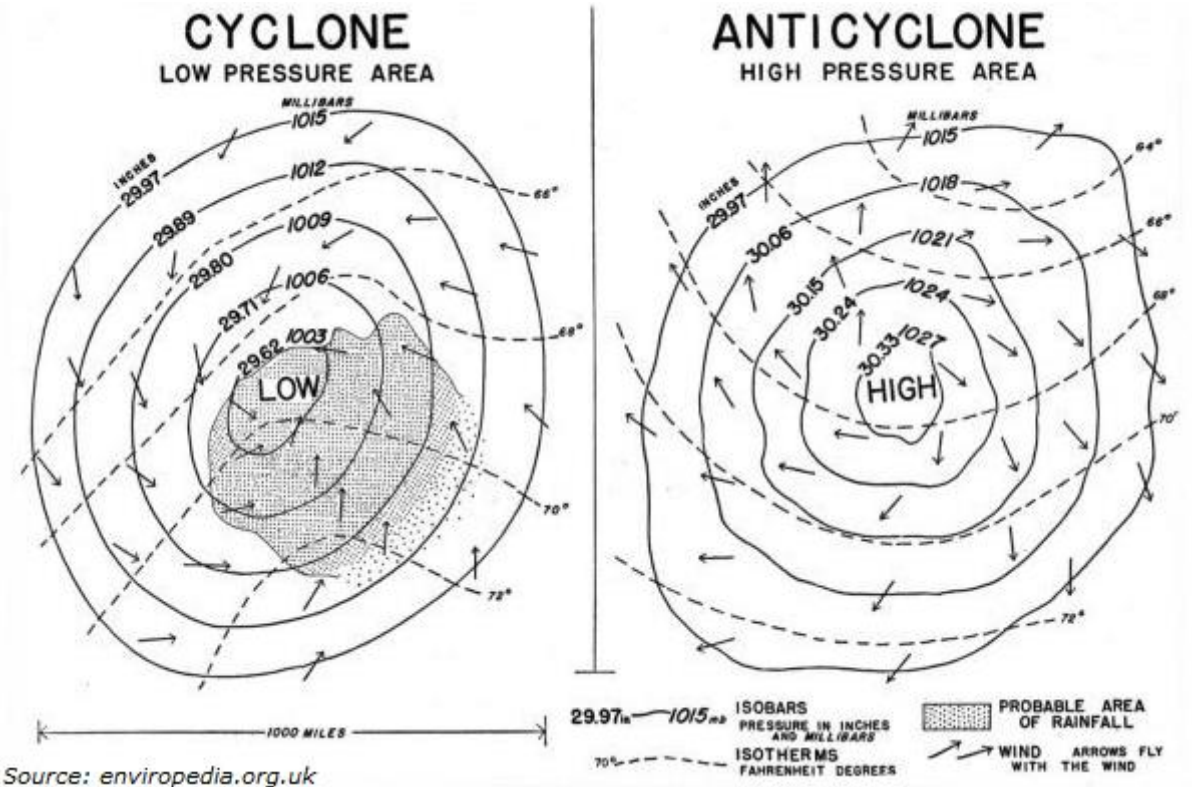 CYCLONE
LOW PRESSURE AREA
MILLIBARS
1015
INCHES
29.97
1012
29.89
66°
1009
29.80
1006
29.71
68°
1003
29.62
LOW
70°
72°
1000 MILES
ANTICYCLONE
HIGH PRESSURE AREA
MILLIBARS
1015
64°
INCHES
29.97
1018
30.06
66°
1021
30.15
1024
30.24
68°
1027
30.33
HIGH
70°
72°
29.97in 1015mb ISOBARS
PRESSURE IN INCHES
AND MILLIBARS
70° ISOTHERMS
FAHRENHEIT DEGREES
PROBABLE AREA
OF RAINFALL
WIND ARROWS FLY
WITH THE WIND
Source: enviropedia.org.uk